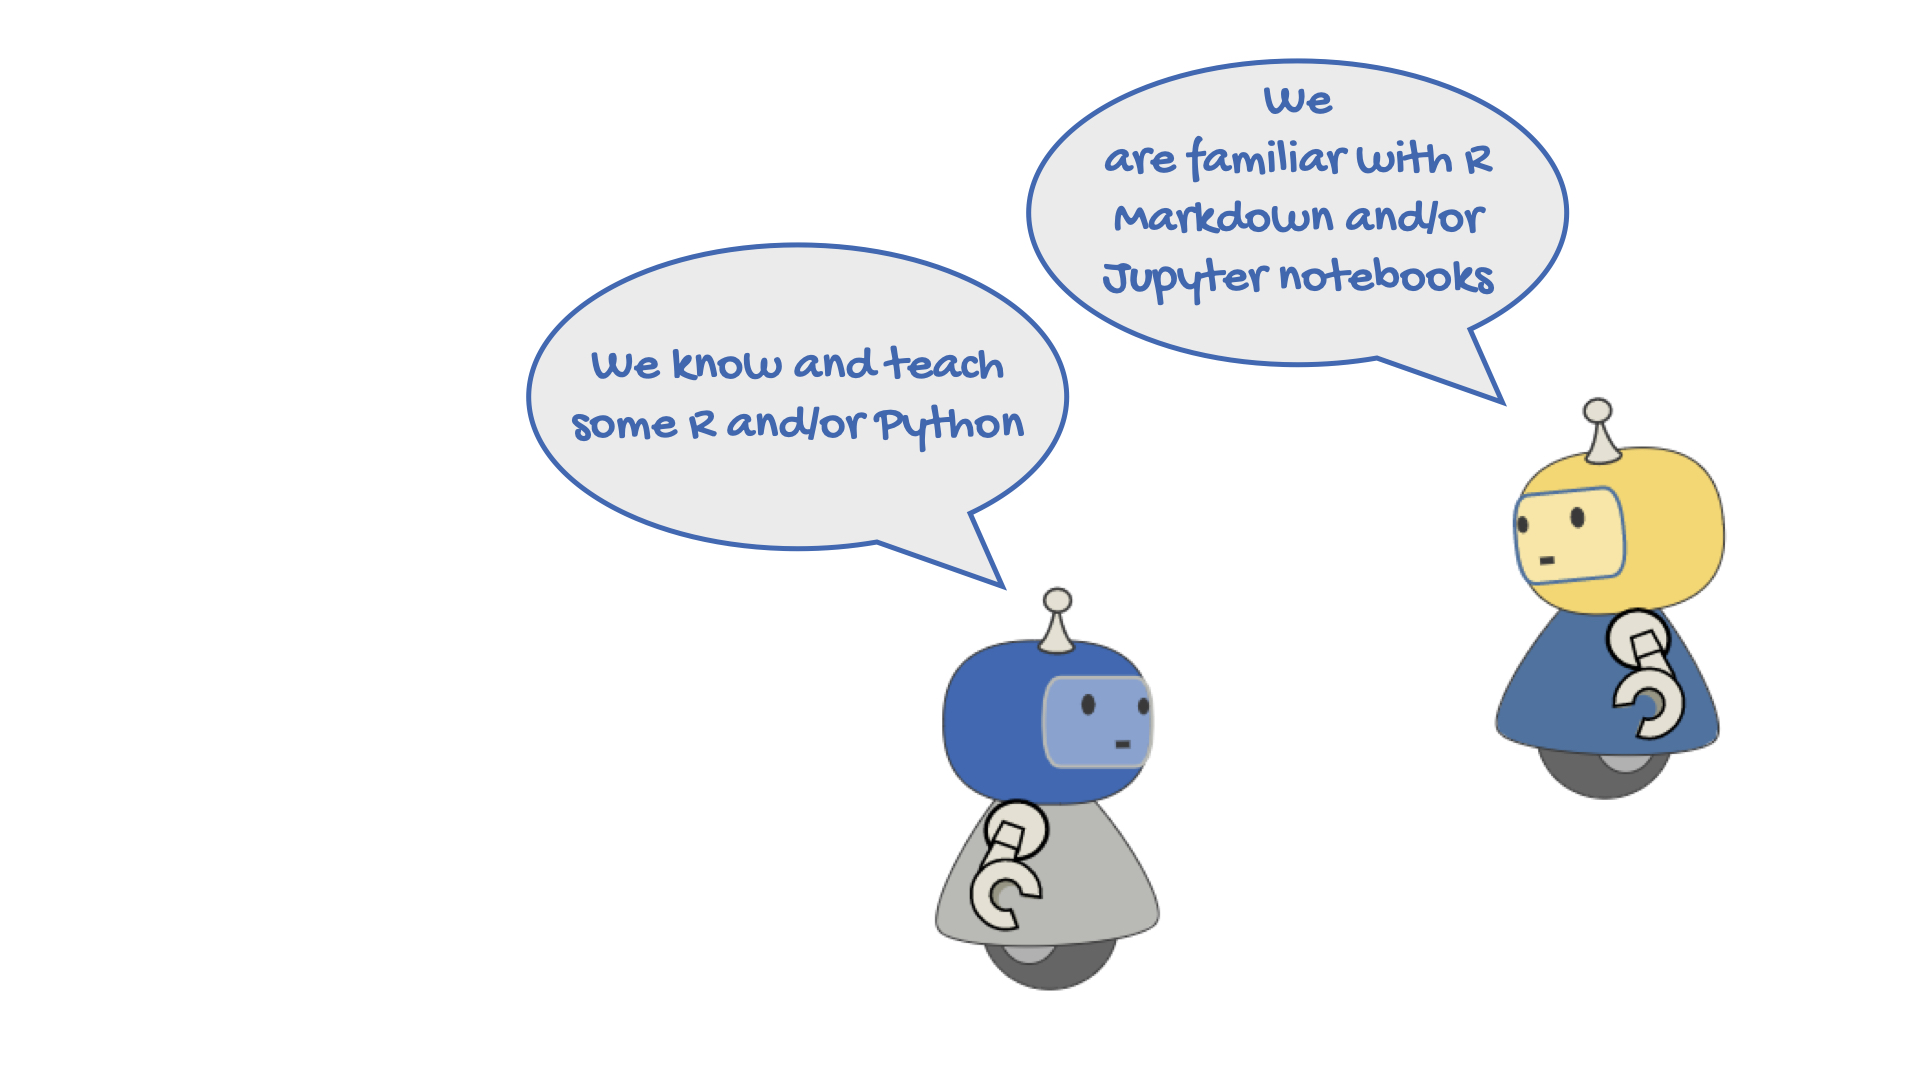 We
are familiar with R
Markdown and/or
Jupyter notebooks
We know and teach
some R and/or Python